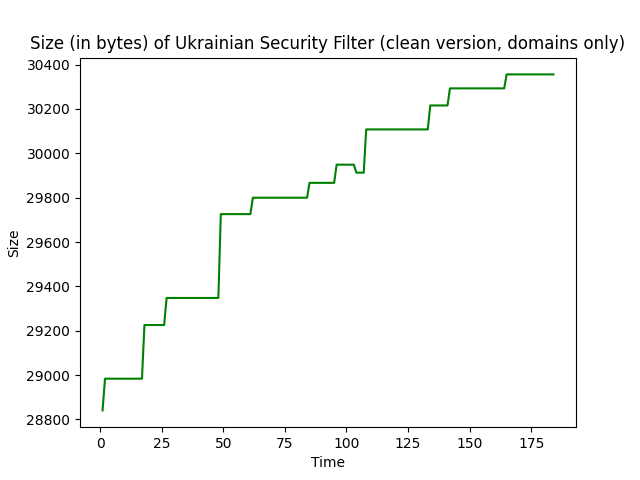 Size (in bytes) of Ukrainian Security Filter (clean version, domains only)
30400
30200
30000
29800
29600
29400
29200
29000
28800
Size
0 25 50 75 100 125 150 175
Time